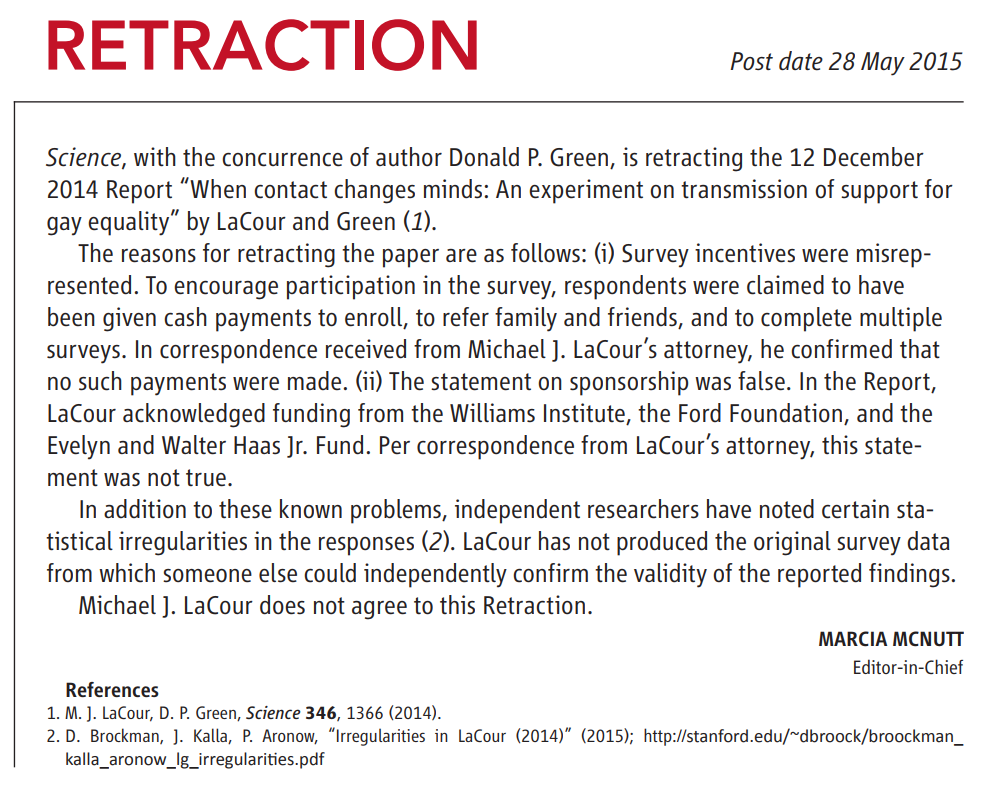 RETRACTION
Post date 28 May 2015
Science, with the concurrence of author Donald P. Green, is retracting the 12 December
2014 Report “When contact changes minds: An experiment on transmission of support for
gay equality” by LaCour and Green (1).
The reasons for retracting the paper are as follows: (i) Survey incentives were misrep-
resented. To encourage participation in the survey, respondents were claimed to have
been given cash payments to enroll, to refer family and friends, and to complete multiple
surveys. In correspondence received from Michael J. LaCour’s attorney, he confirmed that
no such payments were made. (ii) The statement on sponsorship was false. In the Report,
LaCour acknowledged funding from the Williams Institute, the Ford Foundation, and the
Evelyn and Walter Haas Jr. Fund. Per correspondence from LaCour’s attorney, this state-
ment was not true.
In addition to these known problems, independent researchers have noted certain sta-
tistical irregularities in the responses (2). LaCour has not produced the original survey data
from which someone else could independently confirm the validity of the reported findings.
Michael J. LaCour does not agree to this Retraction.
MARCIA MCNUTT
Editor-in-Chief
References
1. M. J. LaCour, D. P. Green, Science 346, 1366 (2014).
2. D. Brockman, J. Kalla, P. Aronow, “Irregularities in LaCour (2014)” (2015); http://stanford.edu/~dbroock/broockman_
kalla_aronow_lg_irregularities.pdf